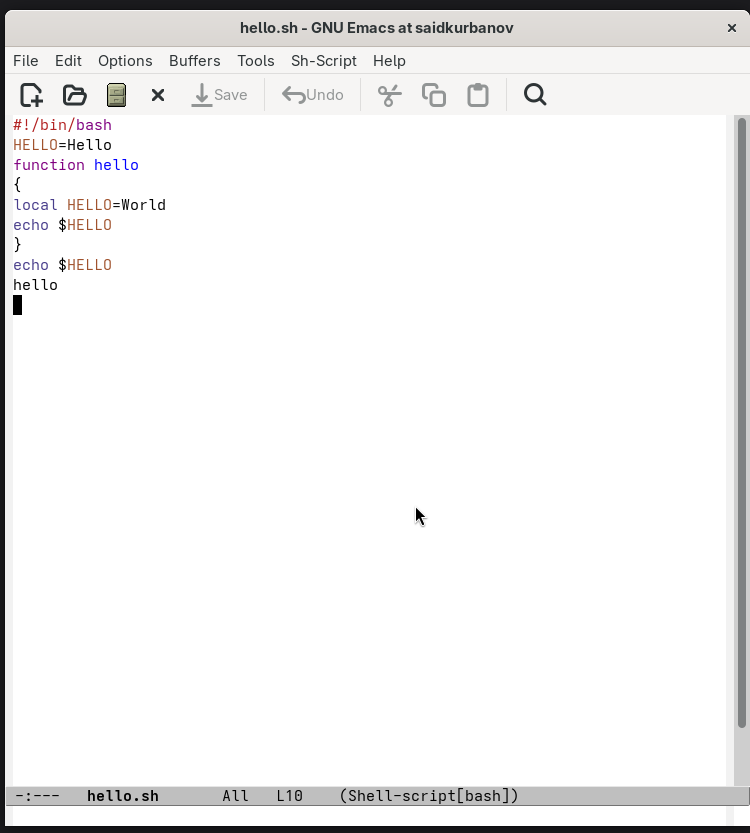 hello.sh - GNU Emacs at saidkurbanov
File Edit Options Buffers Tools Sh-Script Help
Save Undo
#!/bin/bash
HELLO=Hello
function hello
{
local HELLO=World
echo $HELLO
}
echo $HELLO
hello
-:--- hello.sh All L10 (Shell-script[bash])